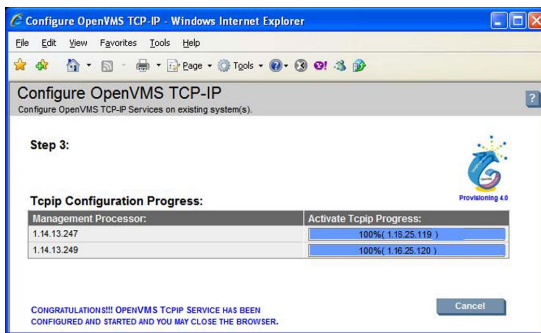 Configure OpenVMS TCP-IP - Windows Internet Explorer
File Edit View Favorites Tools Help
Page Tools
Configure OpenVMS TCP-IP
Configure OpenVMS TCP-IP Services on existing system(s).
?
Step 3:
Provisioning 4.0
Tcpip Configuration Progress:
Management Processor: Activate Tcpip Progress:
1.14.13.247 100%( 1.16.25.119 )
1.14.13.249 100%( 1.16.25.120 )
CONGRATULATIONS!!! OPENVMS TCPIP SERVICE HAS BEEN
CONFIGURED AND STARTED AND YOU MAY CLOSE THE BROWSER.
Cancel